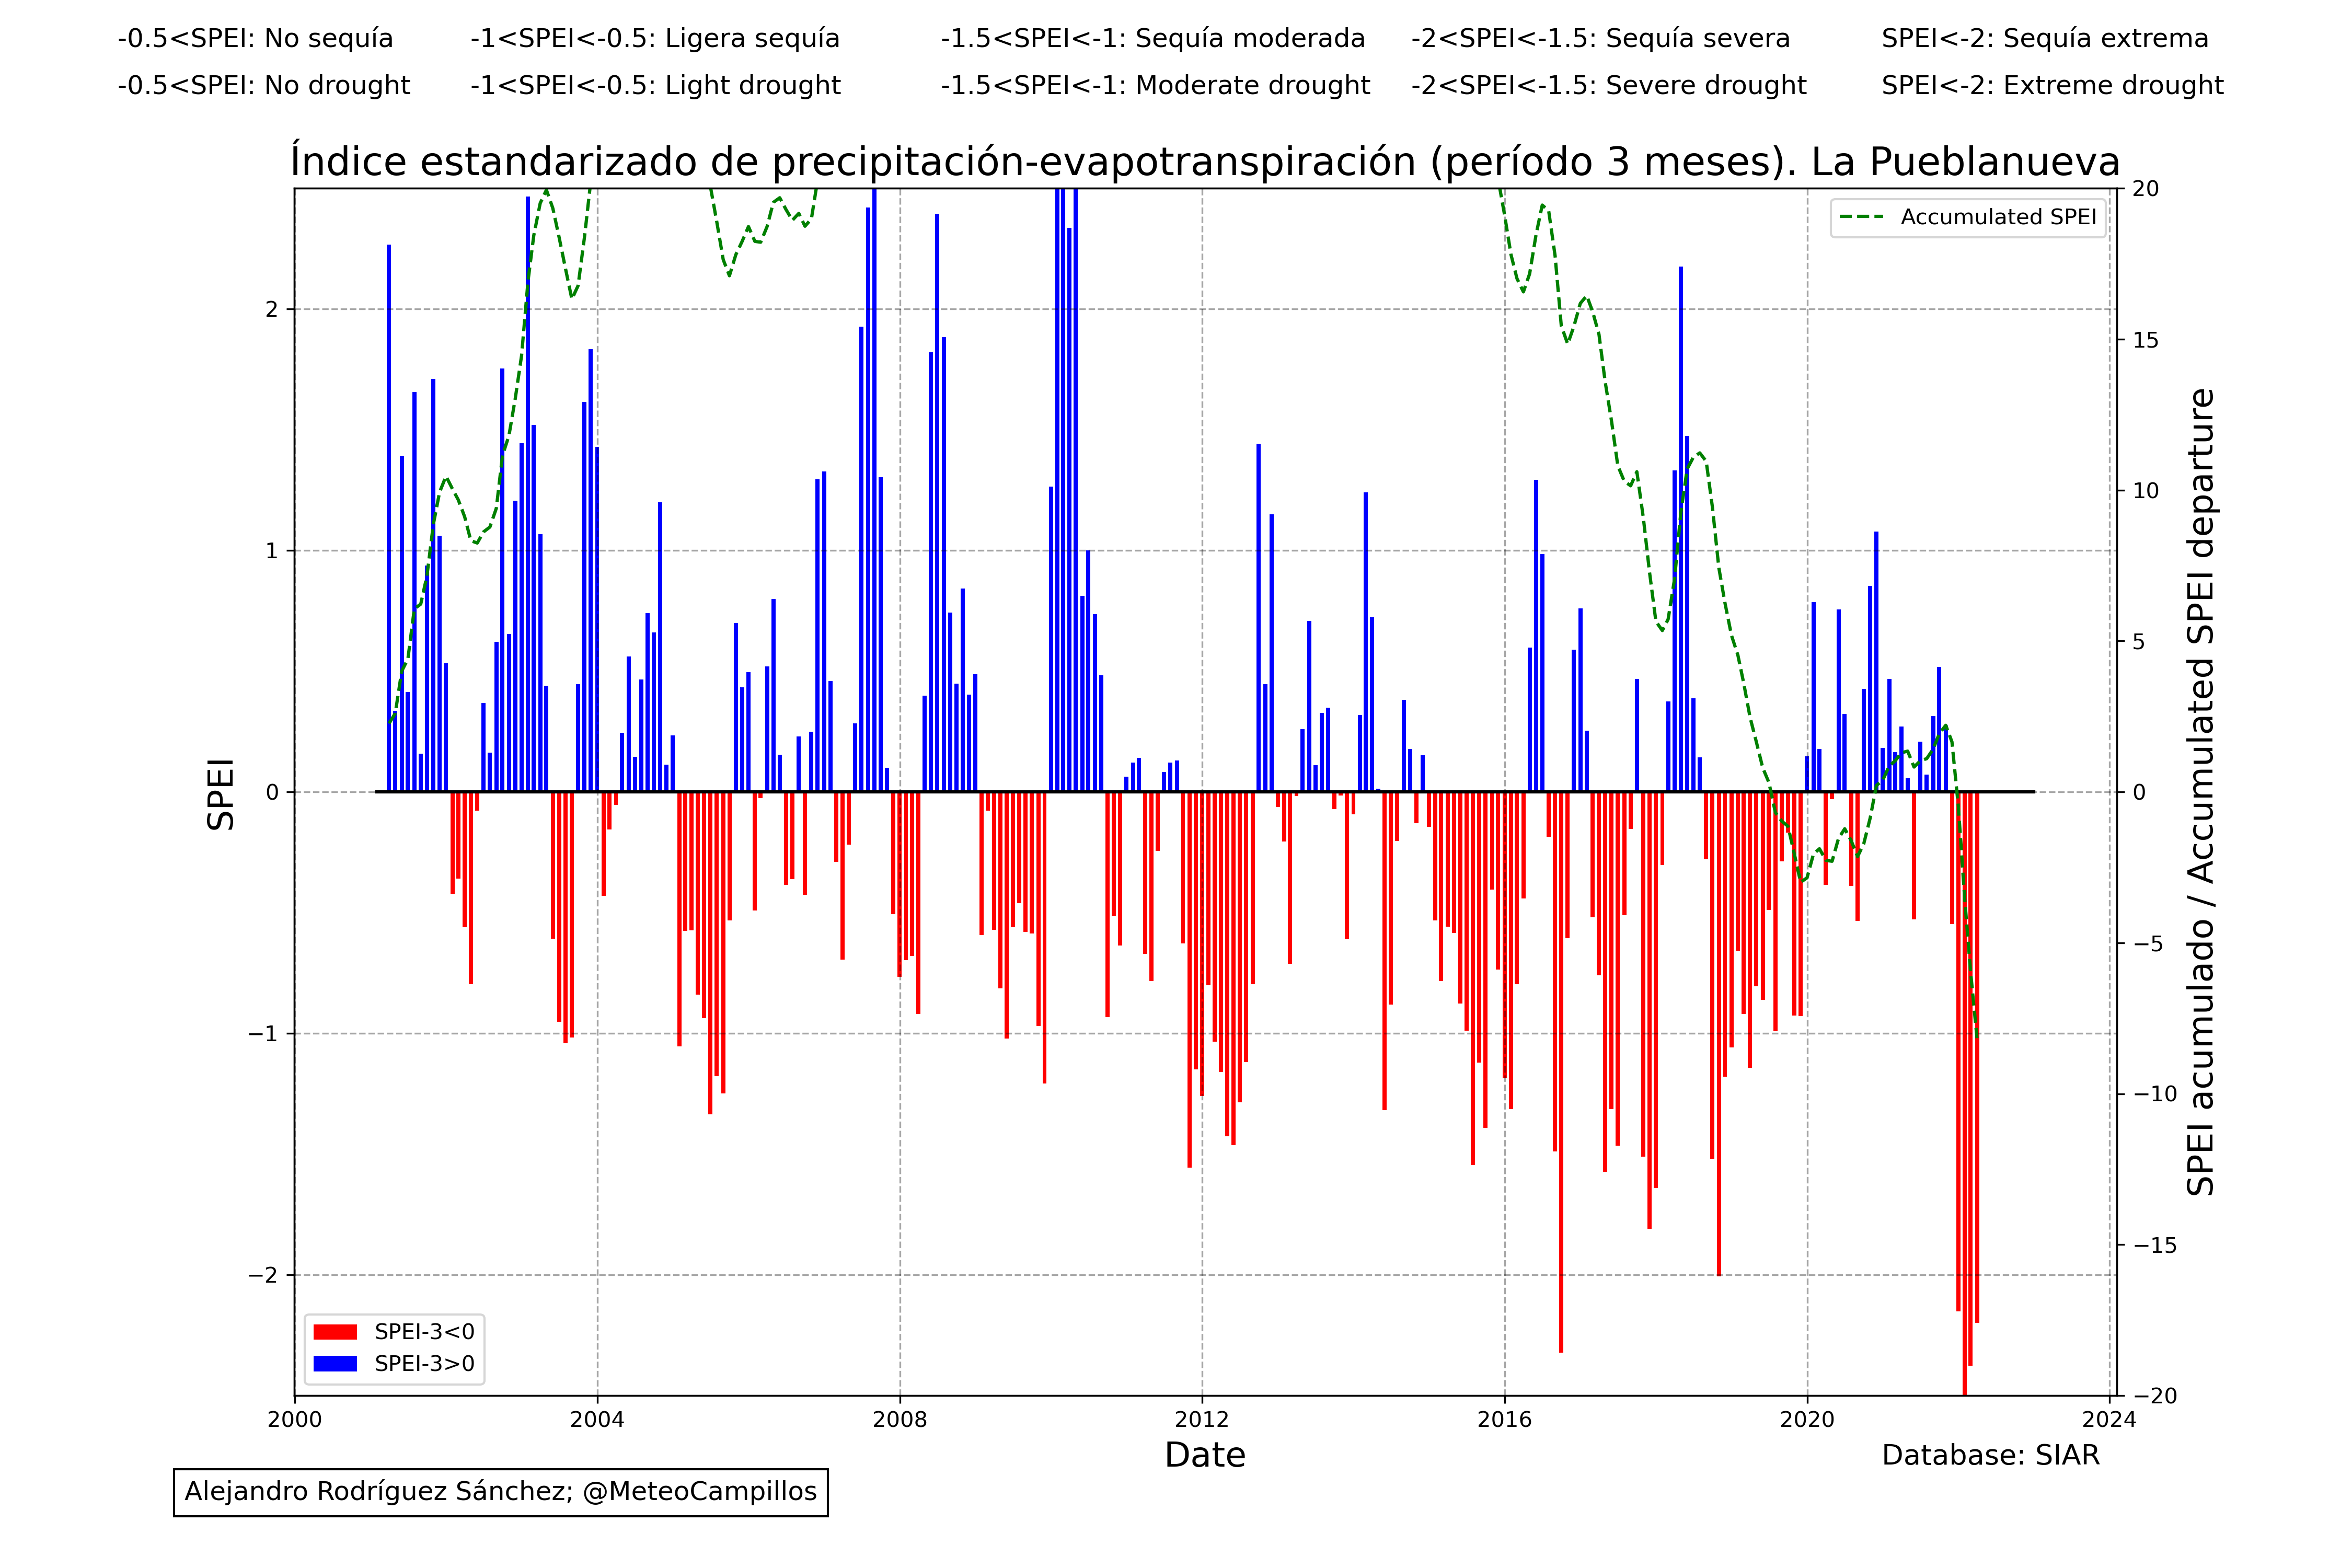 -0.5<SPEI: No sequía -1<SPEI<-0.5: Ligera sequía -1.5<SPEI<-1: Sequía moderada -2<SPEI<-1.5: Sequía severa SPEI<-2: Sequía extrema
-0.5<SPEI: No drought -1<SPEI<-0.5: Light drought -1.5<SPEI<-1: Moderate drought -2<SPEI<-1.5: Severe drought SPEI<-2: Extreme drought
Índice estandarizado de precipitación-evapotranspiración (período 3 meses). La Pueblanueva
Accumulated SPEI
SPEI
2
1
0
−1
−2
20
15
10
5
0
−5
−10
−15
−20
SPEI acumulado / Accumulated SPEI departure
SPEI-3<0
SPEI-3>0
2000 2004 2008 2012 2016 2020 2024
Date
Database: SIAR
Alejandro Rodríguez Sánchez; @MeteoCampillos